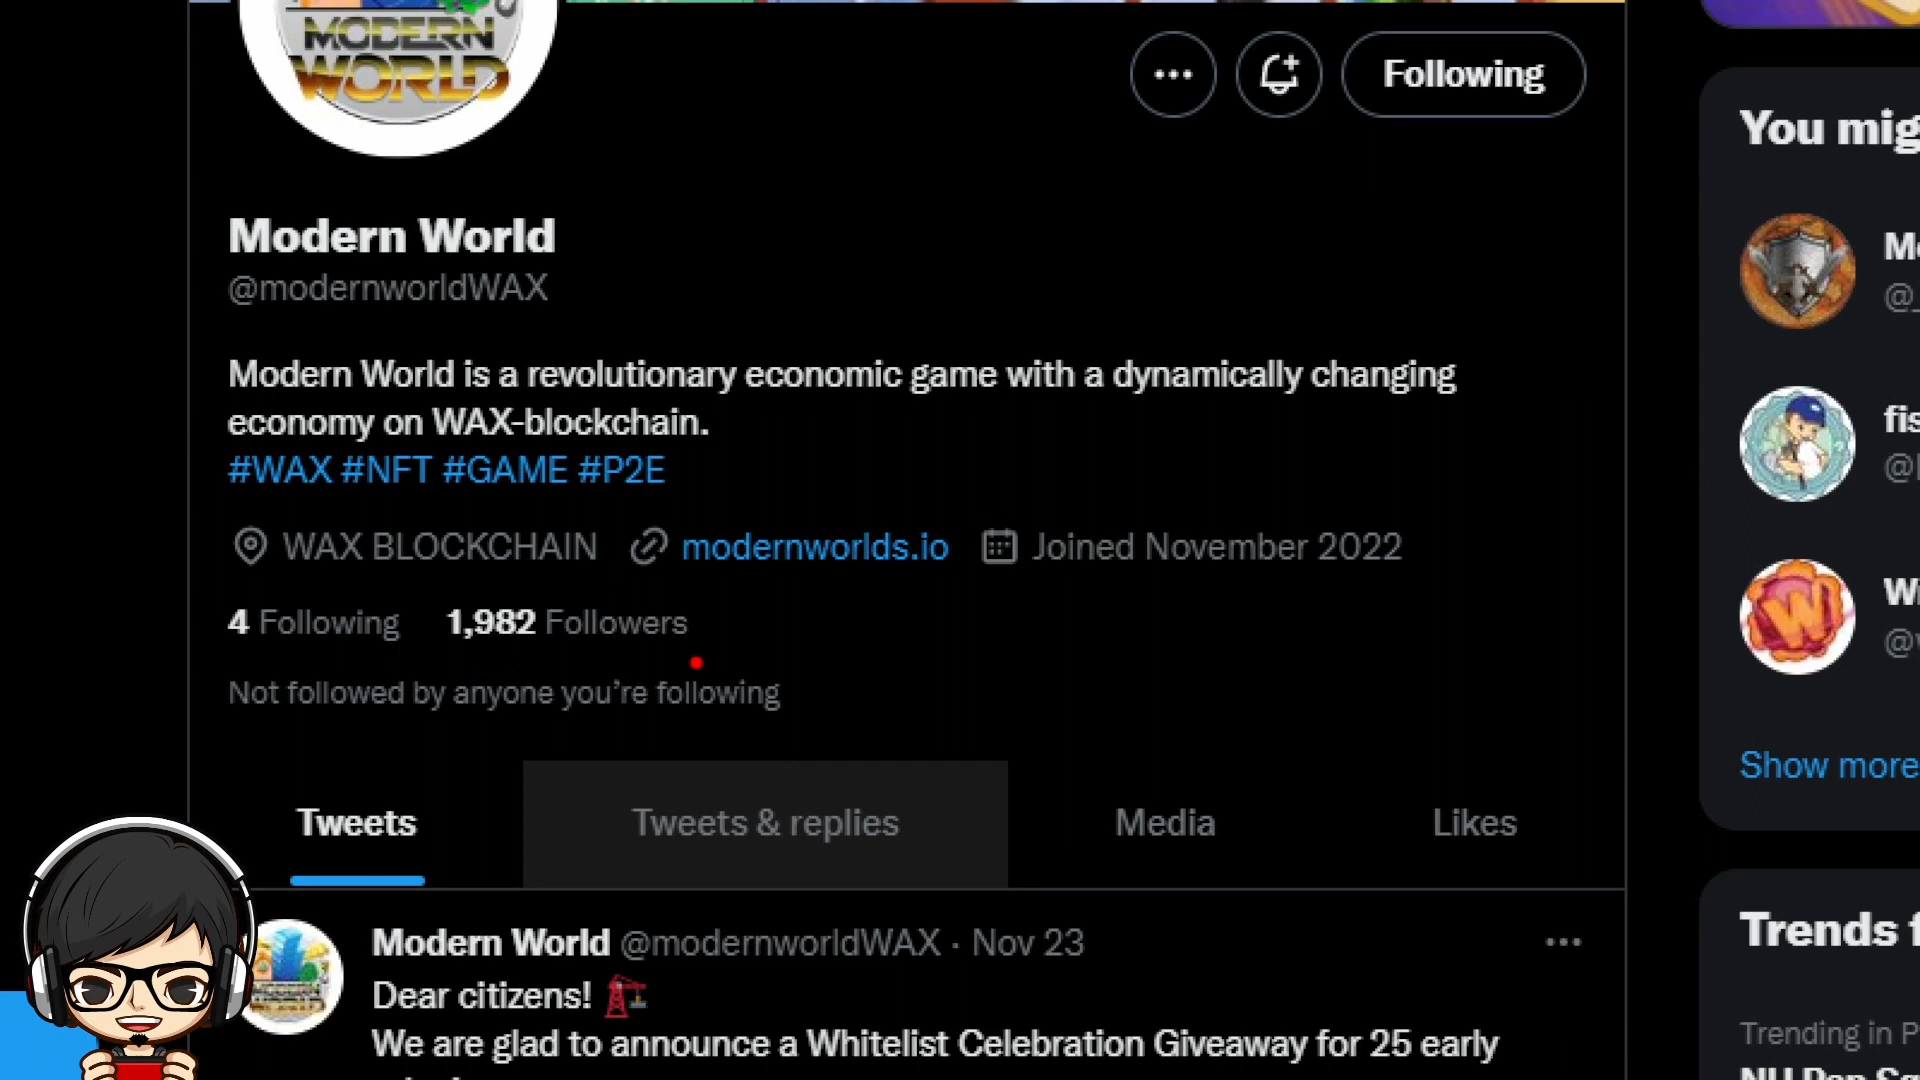 MODERN
WORLD
Following
You mig
Modern World
@modernworldWAX
Modern World is a revolutionary economic game with a dynamically changing
economy on WAX-blockchain.
#WAX #NFT #GAME #P2E
WAX BLOCKCHAIN modernworlds.io Joined November 2022
4 Following 1,982 Followers
Not followed by anyone you're following
fis
Show more
Tweets Tweets & replies Media Likes
Modern World @modernworldWAX · Nov 23
Dear citizens!
We are glad to announce a Whitelist Celebration Giveaway for 25 early
Trends f
Trending in P